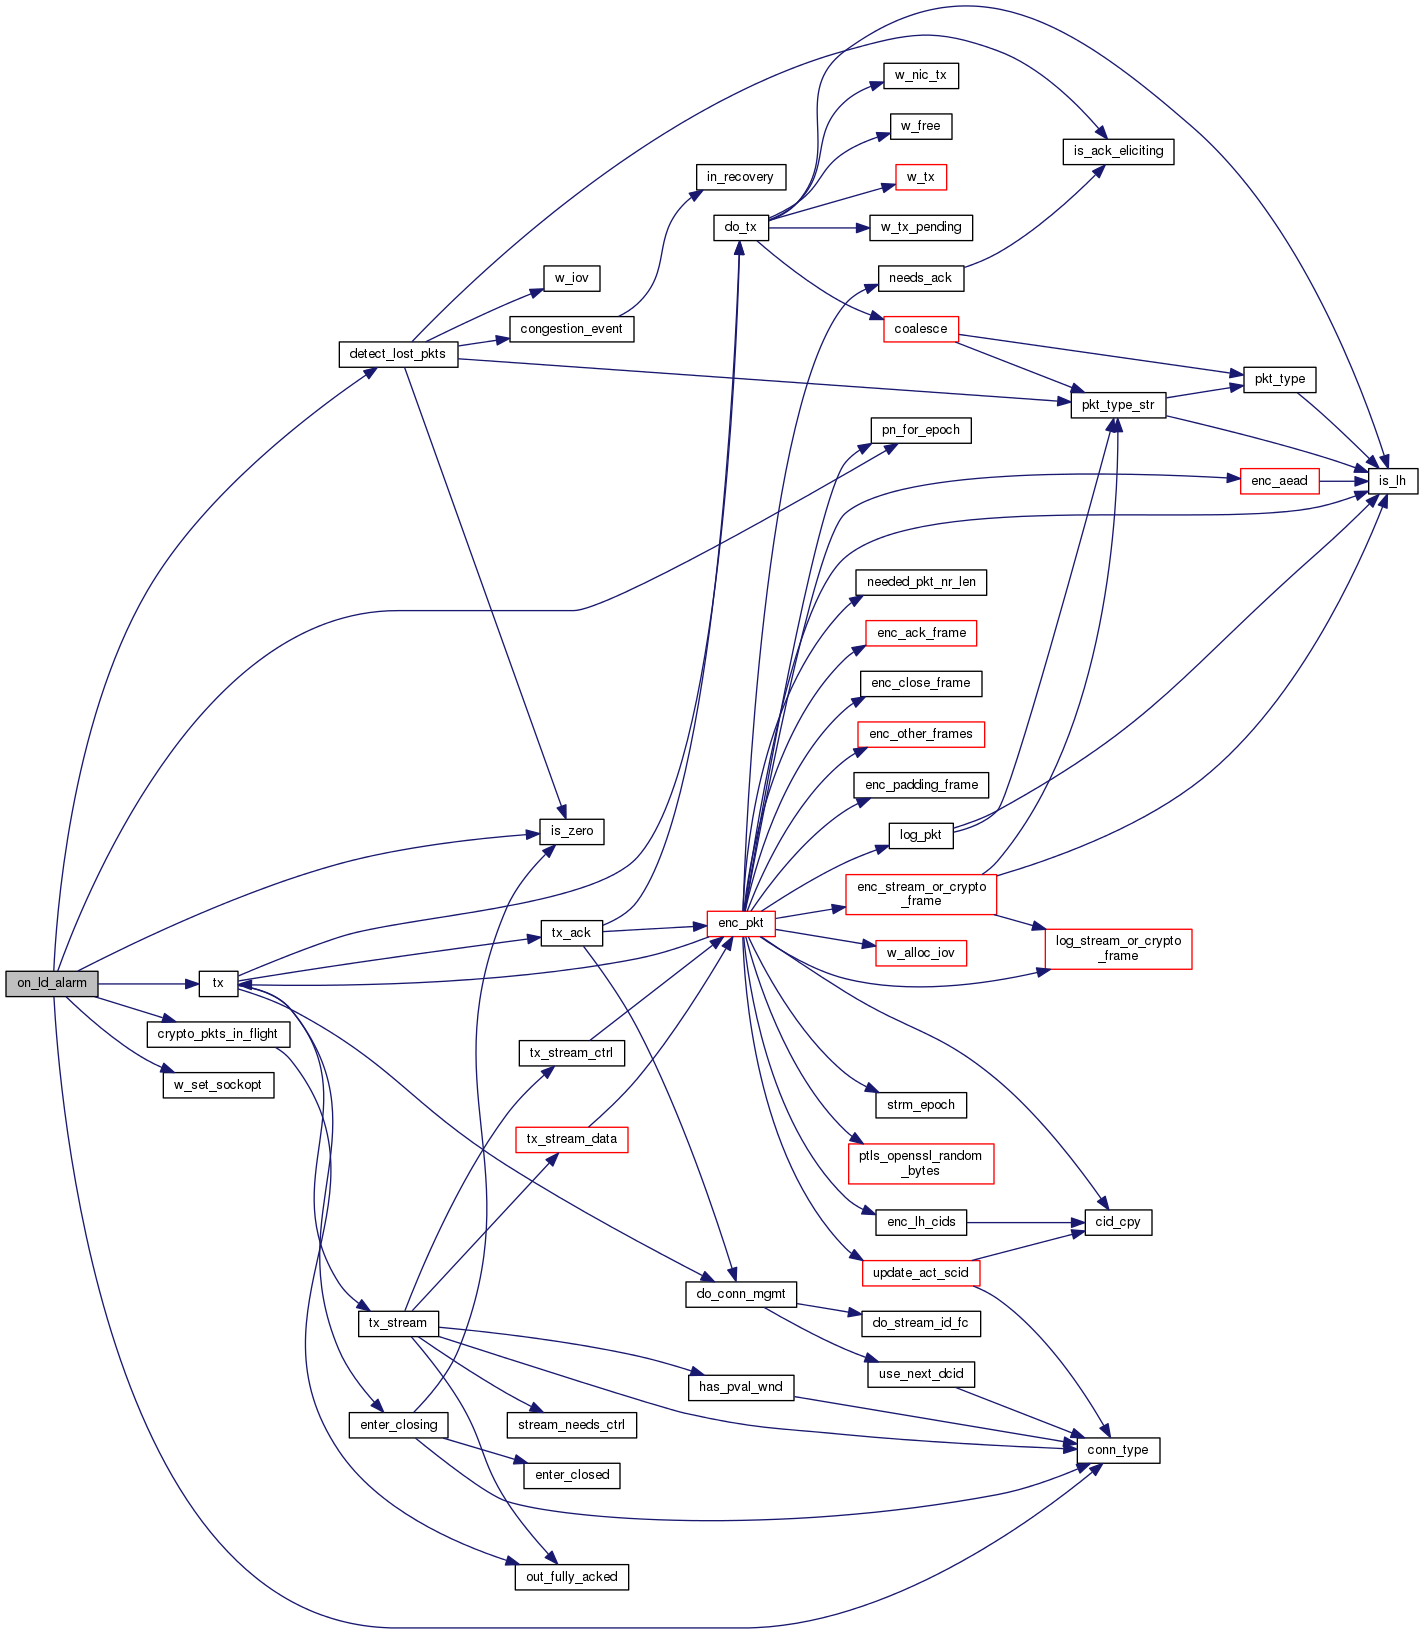 w_nic_tx
w_free
is_ack_eliciting
in_recovery
w_tx
do_tx
w_tx_pending
w_iov
needs_ack
congestion_event
coalesce
detect_lost_pkts
pkt_type
pkt_type_str
pn_for_epoch
enc_aead
is_lh
needed_pkt_nr_len
enc_ack_frame
enc_close_frame
enc_other_frames
enc_padding_frame
is_zero
log_pkt
enc_stream_or_crypto
_frame
enc_pkt
tx_ack
log_stream_or_crypto
_frame
w_alloc_iov
on_ld_alarm
tx
crypto_pkts_in_flight
tx_stream_ctrl
w_set_sockopt
strm_epoch
tx_stream_data
ptls_openssl_random
_bytes
enc_lh_cids
cid_cpy
update_act_scid
do_conn_mgmt
tx_stream
do_stream_id_fc
use_next_dcid
has_pval_wnd
enter_closing
stream_needs_ctrl
conn_type
enter_closed
out_fully_acked